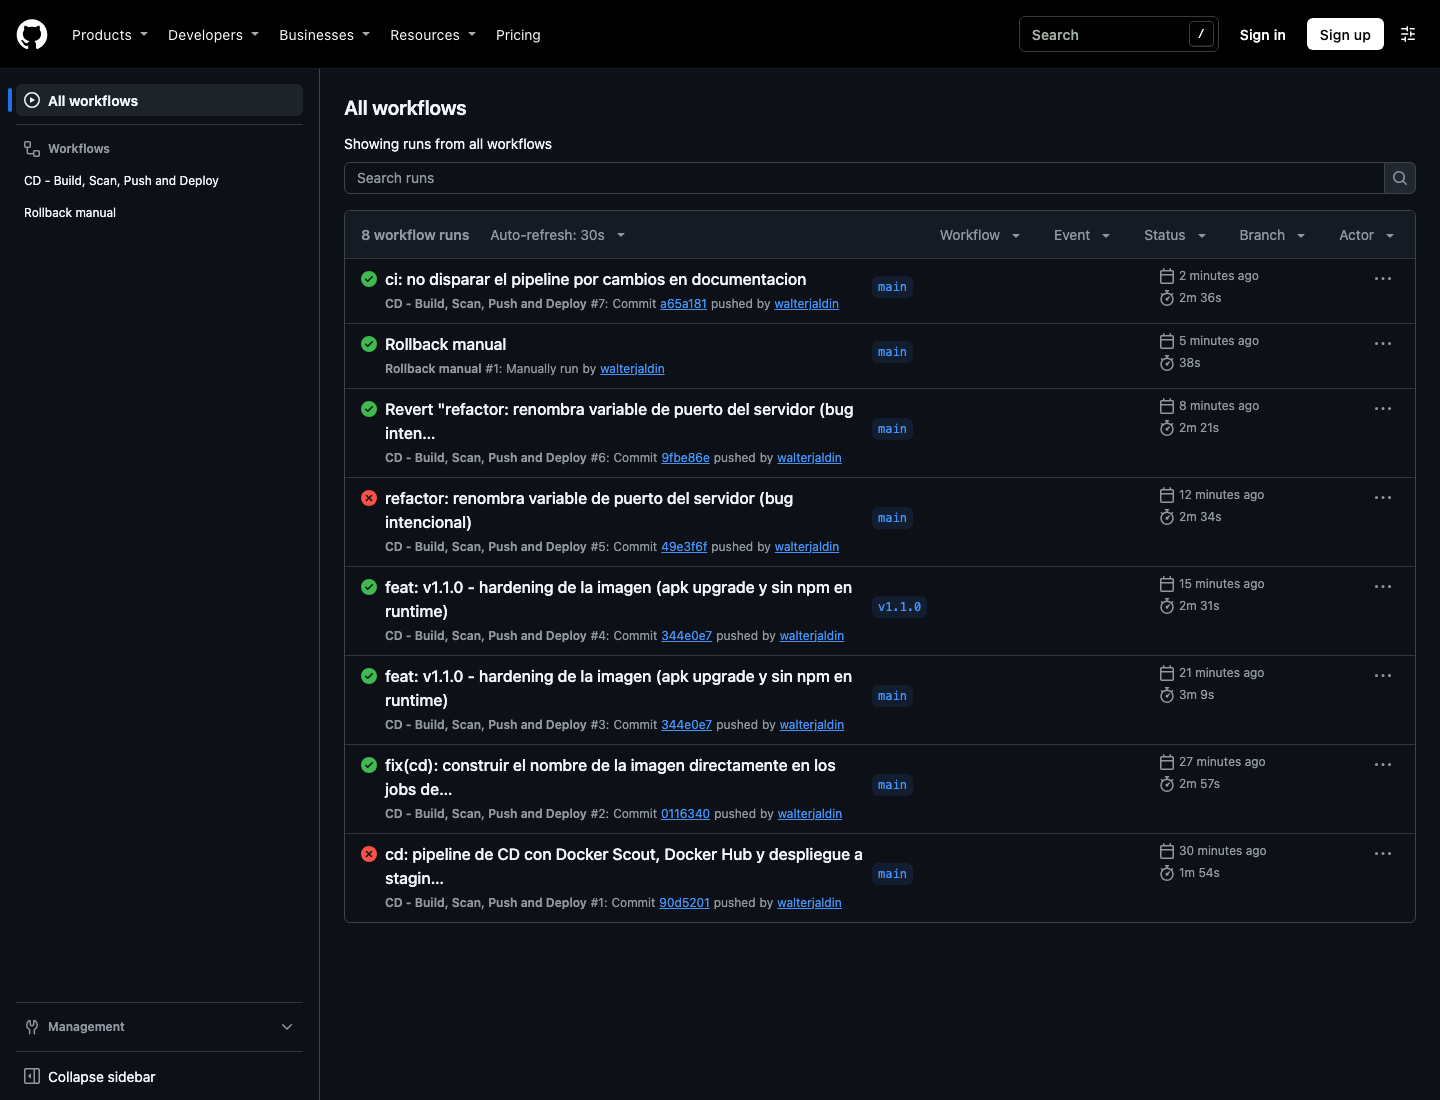 Products
Developers
Businesses
Resources
Pricing
Search
/
Sign in
Sign up
All workflows
Workflows
CD - Build, Scan, Push and Deploy
Rollback manual
Management
Collapse sidebar
All workflows
Showing runs from all workflows
Search runs
8 workflow runs
Auto-refresh: 30s
Workflow
Event
Status
Branch
Actor
ci: no disparar el pipeline por cambios en documentacion
CD - Build, Scan, Push and Deploy #7: Commit a65a181 pushed by walterjaldin
main
2 minutes ago
2m 36s
Rollback manual
Rollback manual #1: Manually run by walterjaldin
main
5 minutes ago
38s
Revert "refactor: renombra variable de puerto del servidor (bug
inten...
CD - Build, Scan, Push and Deploy #6: Commit 9fbe86e pushed by walterjaldin
main
8 minutes ago
2m 21s
refactor: renombra variable de puerto del servidor (bug
intencional)
CD - Build, Scan, Push and Deploy #5: Commit 49e3f6f pushed by walterjaldin
main
12 minutes ago
2m 34s
feat: v1.1.0 - hardening de la imagen (apk upgrade y sin npm en
runtime)
CD - Build, Scan, Push and Deploy #4: Commit 344e0e7 pushed by walterjaldin
v1.1.0
15 minutes ago
2m 31s
feat: v1.1.0 - hardening de la imagen (apk upgrade y sin npm en
runtime)
CD - Build, Scan, Push and Deploy #3: Commit 344e0e7 pushed by walterjaldin
main
21 minutes ago
3m 9s
fix(cd): construir el nombre de la imagen directamente en los
jobs de...
CD - Build, Scan, Push and Deploy #2: Commit 0116340 pushed by walterjaldin
main
27 minutes ago
2m 57s
cd: pipeline de CD con Docker Scout, Docker Hub y despliegue a
stagin...
CD - Build, Scan, Push and Deploy #1: Commit 90d5201 pushed by walterjaldin
main
30 minutes ago
1m 54s